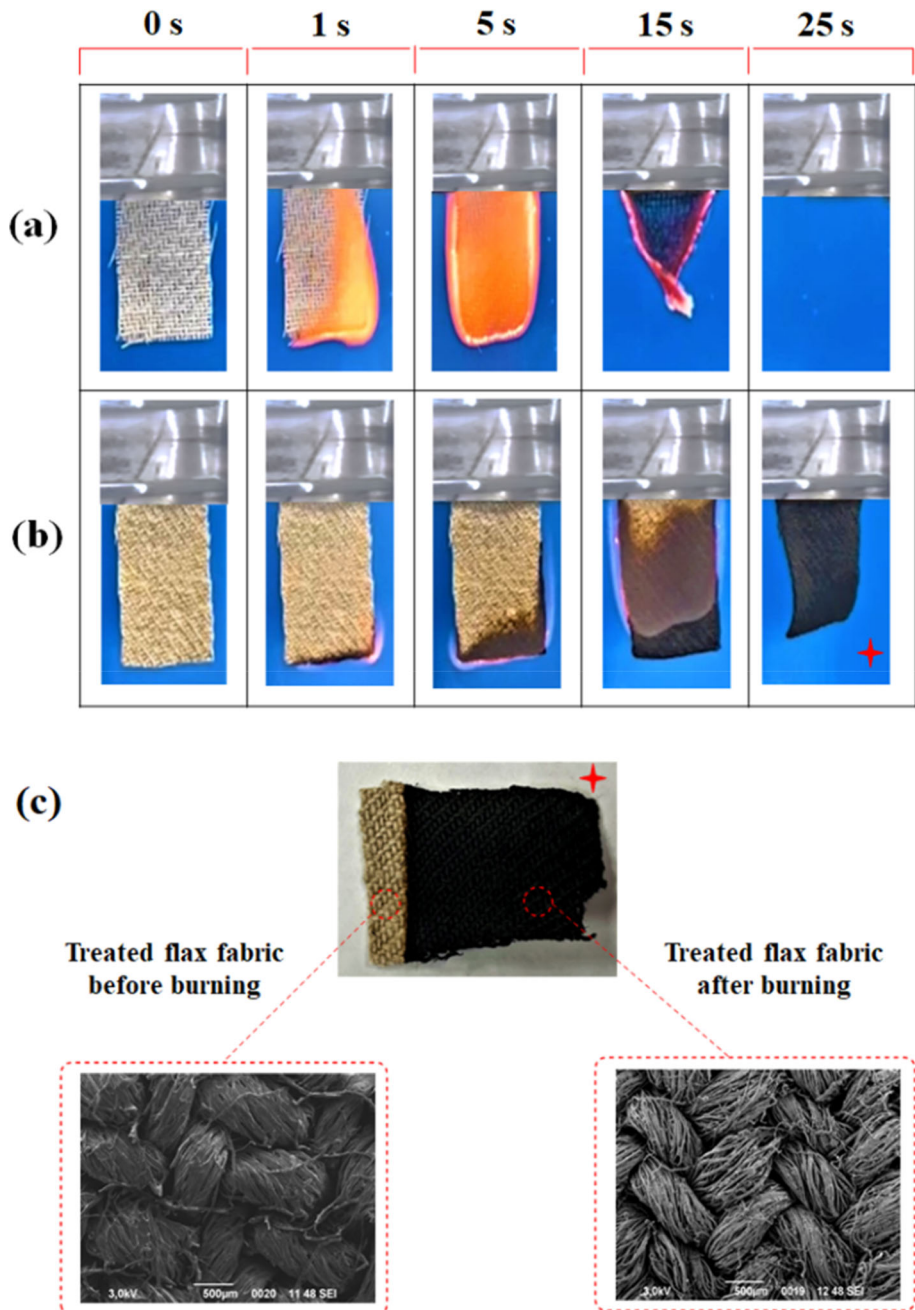 0 s 1 s 5 s 15 s 25 s
(a)
(b)
(c)
Treated flax fabric
before burning
Treated flax fabric
after burning
3,0kV 500μm 0020 11 48 SEI
3,0kV 500μm 0019 12 48 SEI